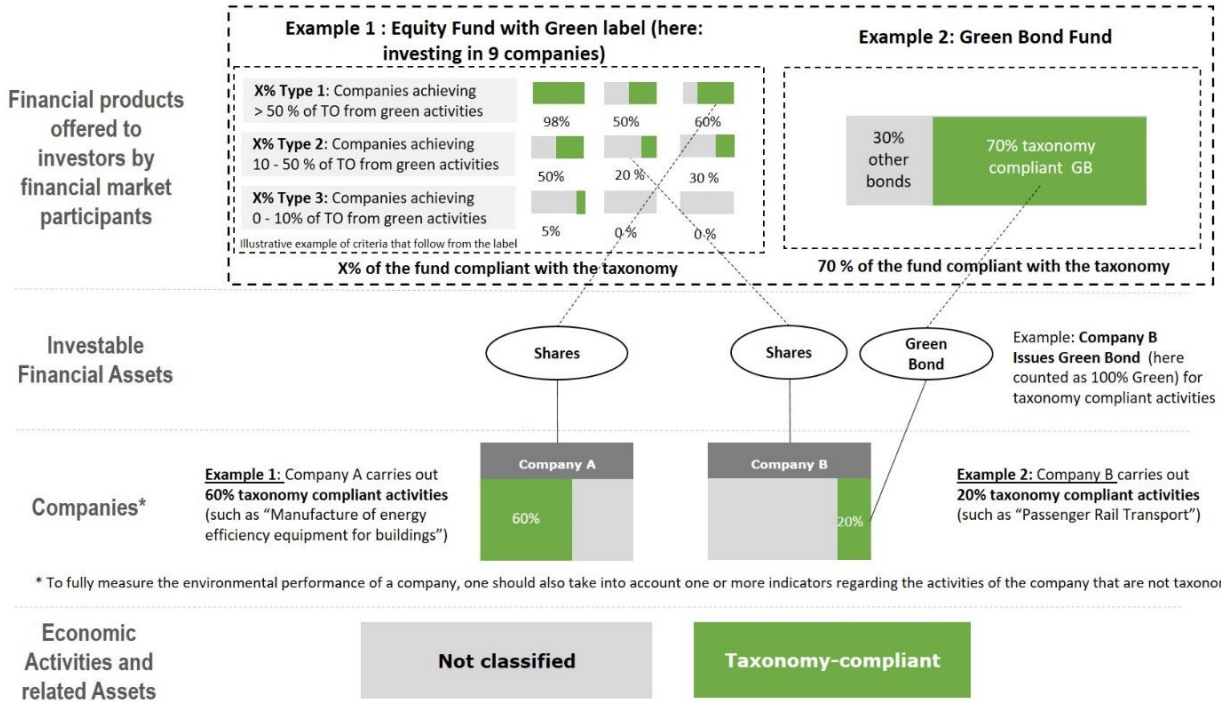 Financial products
offered to
investors by
financial market
participants
Example 1 : Equity Fund with Green label (here:
investing in 9 companies)
X% Type 1: Companies achieving
> 50 % of TO from green activities
98%
50%
60%
X% Type 2: Companies achieving
10 - 50 % of TO from green activities
50%
20 %
30 %
X% Type 3: Companies achieving
0 - 10% of TO from green activities
5%
0 %
0 %
Illustrative example of criteria that follow from the label
X% of the fund compliant with the taxonomy
Example 2: Green Bond Fund
30%
other
bonds
70% taxonomy
compliant GB
70 % of the fund compliant with the taxonomy
Investable
Financial Assets
Shares
Shares
Green
Bond
Example: Company B
Issues Green Bond (here
counted as 100% Green) for
taxonomy compliant activities
Companies*
Example 1: Company A carries out
60% taxonomy compliant activities
(such as “Manufacture of energy
efficiency equipment for buildings”)
Company A
60%
Company B
20%
Example 2: Company B carries out
20% taxonomy compliant activities
(such as “Passenger Rail Transport”)
* To fully measure the environmental performance of a company, one should also take into account one or more indicators regarding the activities of the company that are not
Economic
Activities and
related Assets
Not classified
Taxonomy-compliant